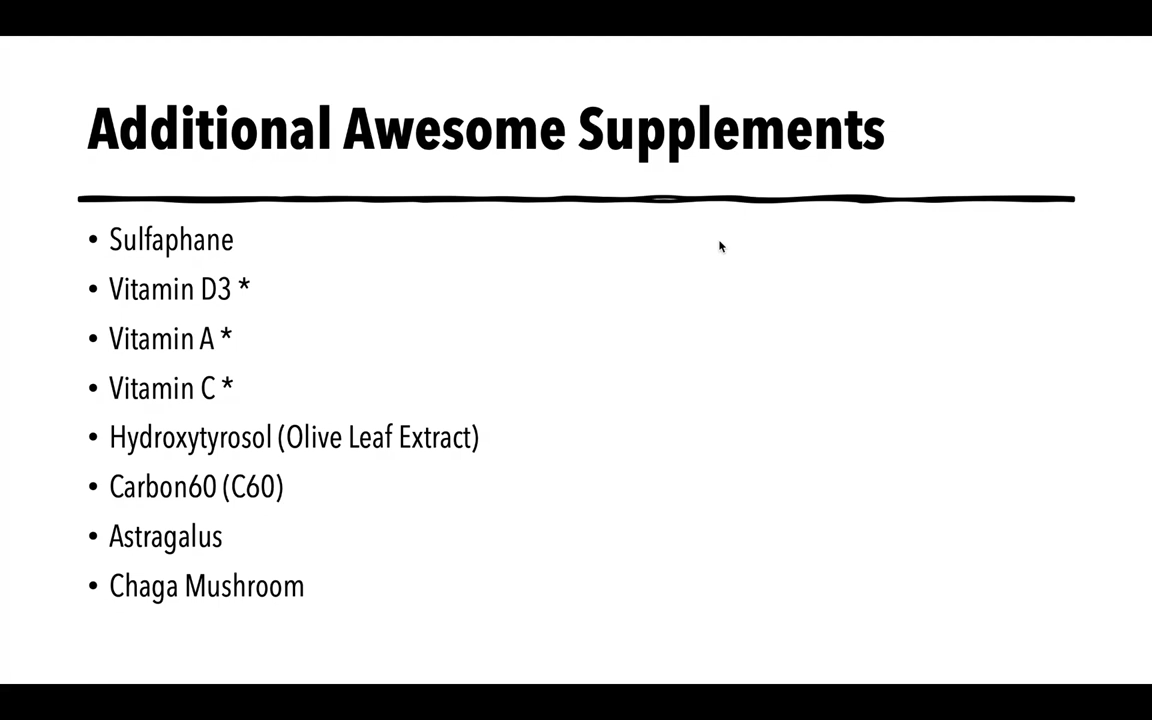 Additional Awesome Supplements
• Sulfaphane
• Vitamin D3 *
• Vitamin A *
• Vitamin C *
• Hydroxytyrosol (Olive Leaf Extract)
• Carbon60 (C60)
• Astragalus
• Chaga Mushroom